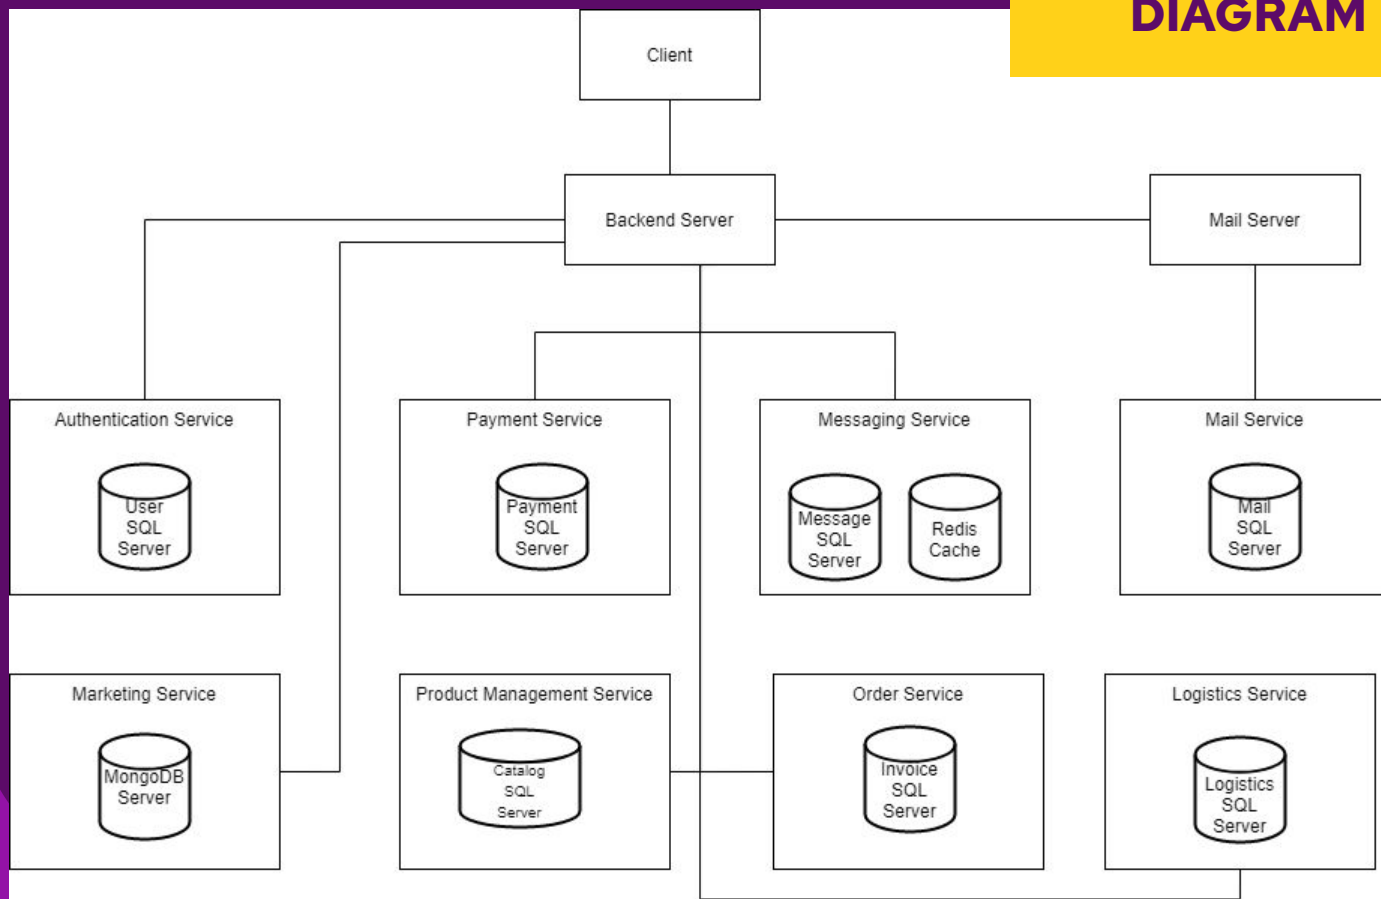 DIAGRAM
Client
Backend Server
Mail Server
Authentication Service
User
SQL
Server
Payment Service
Payment
SQL
Server
Messaging Service
Message
SQL
Server
Redis
Cache
Mail Service
Mail
SQL
Server
Marketing Service
MongoDB
Server
Product Management Service
Catalog
SQL
Server
Order Service
Invoice
SQL
Server
Logistics Service
Logistics
SQL
Server